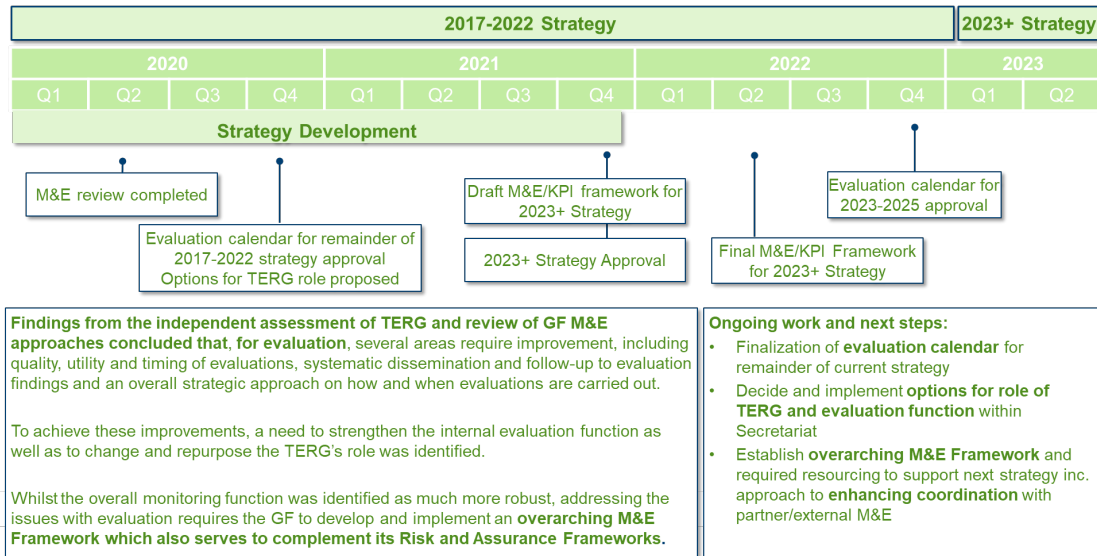 2017-2022 Strategy
2023+ Strategy
2020
2021
2022
2023
Q1
Q2
Q3
Q4
Q1
Q2
Q3
Q4
Q1
Q2
Q3
Q4
Q1
Q2
Strategy Development
M&E review completed
Evaluation calendar for remainder of
2017-2022 strategy approval
Options for TERG role proposed
Draft M&E/KPI framework for
2023+ Strategy
2023+ Strategy Approval
Final M&E/KPI Framework
for 2023+ Strategy
Evaluation calendar for
2023-2025 approval
Findings from the independent assessment of TERG and review of GF M&E
approaches concluded that, for evaluation, several areas require improvement, including
quality, utility and timing of evaluations, systematic dissemination and follow-up to evaluation
findings and an overall strategic approach on how and when evaluations are carried out.
To achieve these improvements, a need to strengthen the internal evaluation function as
well as to change and repurpose the TERG's role was identified.
Whilst the overall monitoring function was identified as much more robust, addressing the
issues with evaluation requires the GF to develop and implement an overarching M&E
Framework which also serves to complement its Risk and Assurance Frameworks.
Ongoing work and next steps:
• Finalization of evaluation calendar for
remainder of current strategy
• Decide and implement options for role of
TERG and evaluation function within
Secretariat
• Establish overarching M&E Framework and
required resourcing to support next strategy inc.
approach to enhancing coordination with
partner/external M&E